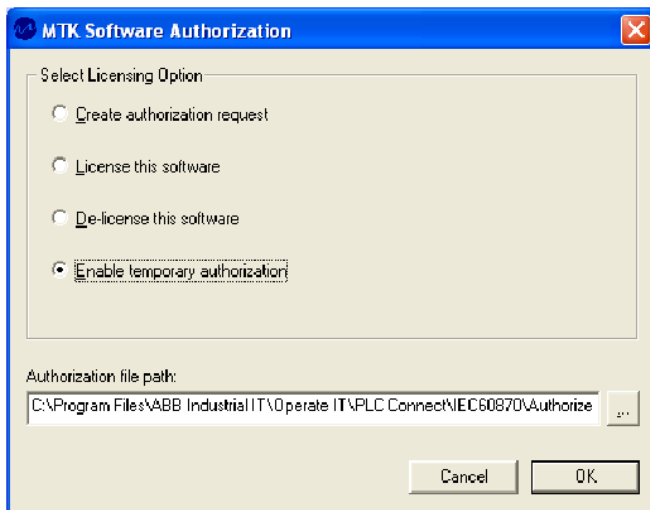 MTK Software Authorization
Select Licensing Option
Create authorization request
License this software
De-license this software
Enable temporary authorization
Authorization file path:
C:\Program Files\ABB Industrial IT\Operate IT\PLC Connect\IEC60870\Authorize
...
Cancel OK